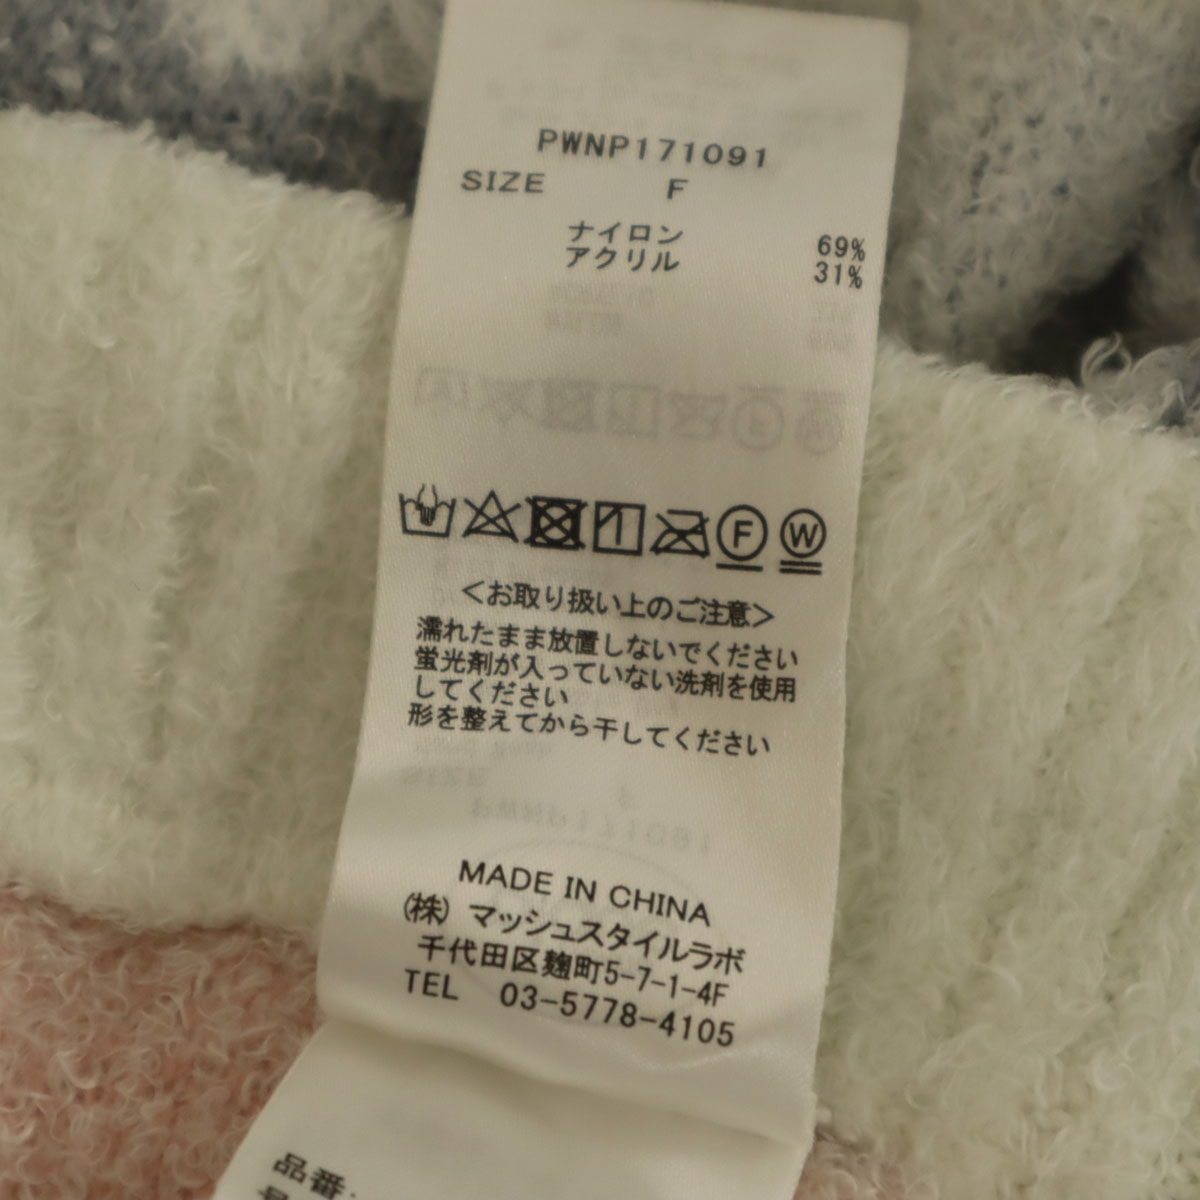 PWNP171091
SIZE F
ナイロン 69%
アクリル 31%
F W
<お取り扱い上のご注意>
濡れたまま放置しないでください
蛍光剤が入っていない洗剤を使用
してください
形を整えてから干してください
MADE IN CHINA
(株) マッシュスタイルラボ
千代田区麹町5-7-1-4F
TEL 03-5778-4105
品番: